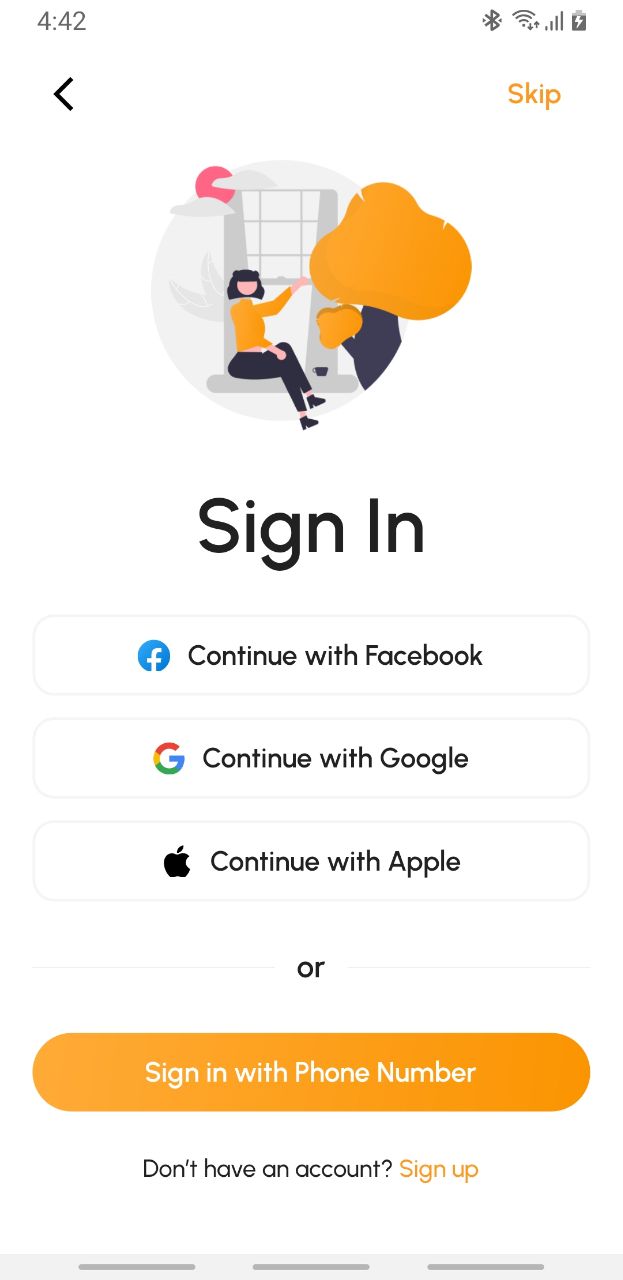 4:42
Skip
Sign In
Continue with Facebook
Continue with Google
Continue with Apple
or
Sign in with Phone Number
Don't have an account? Sign up